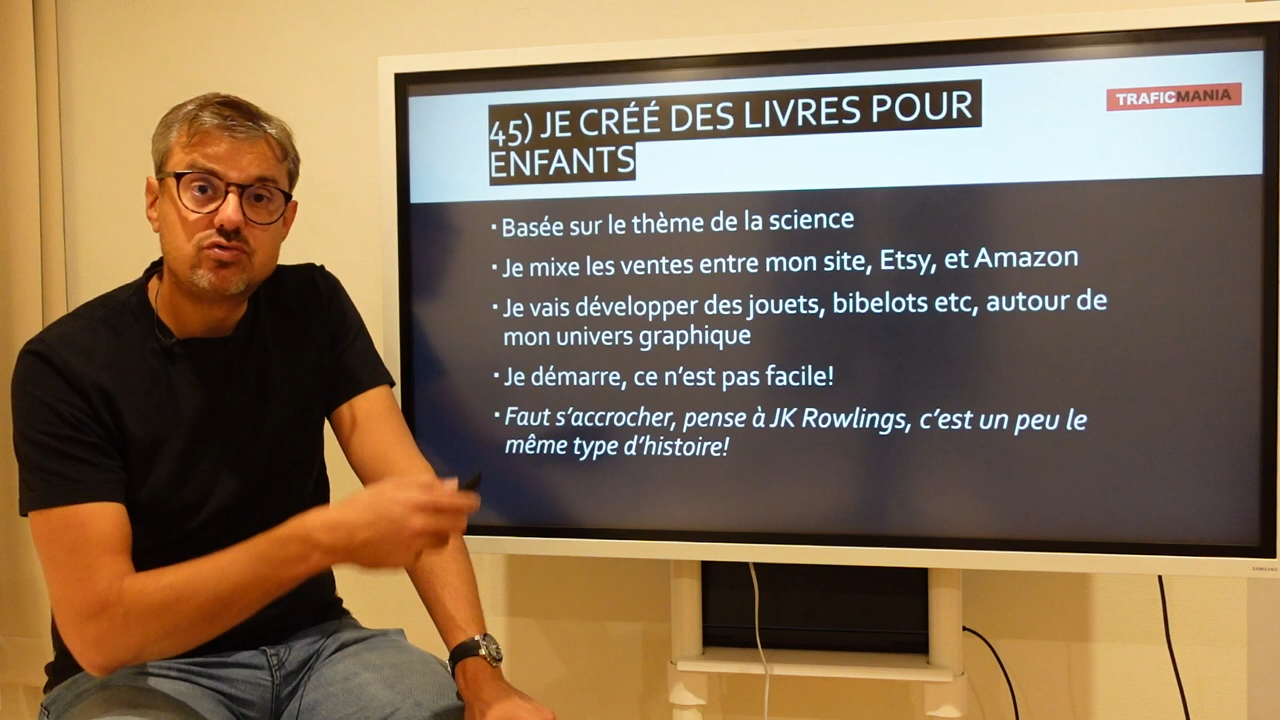 45) JE CRÉÉ DES LIVRES POUR
ENFANTS
TRAFICMANIA
▪ Basée sur le thème de la science
▪ Je mixe les ventes entre mon site, Etsy, et Amazon
▪ Je vais développer des jouets, bibelots etc, autour de
mon univers graphique
▪ Je démarre, ce n'est pas facile!
▪ Faut s'accrocher, pense à JK Rowlings, c'est un peu le
même type d'histoire!
SAMSUNG